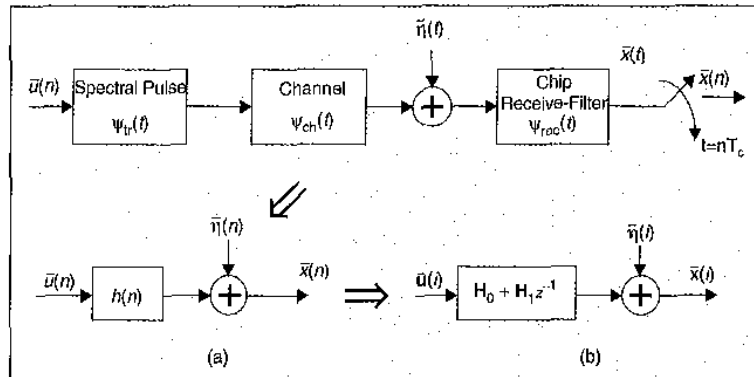 η̄(t)
x̄(t)
ū(n)
Spectral Pulse
ψtr(t)
Channel
ψch(t)
+
Chip
Receive-Filter
ψrec(t)
x̄(n)
t=nTc
η̄(n)
ū(n)
h(n)
+
x̄(n)
η̄(i)
ū(i)
H₀ + H₁z⁻¹
+
x̄(i)
(a)
(b)